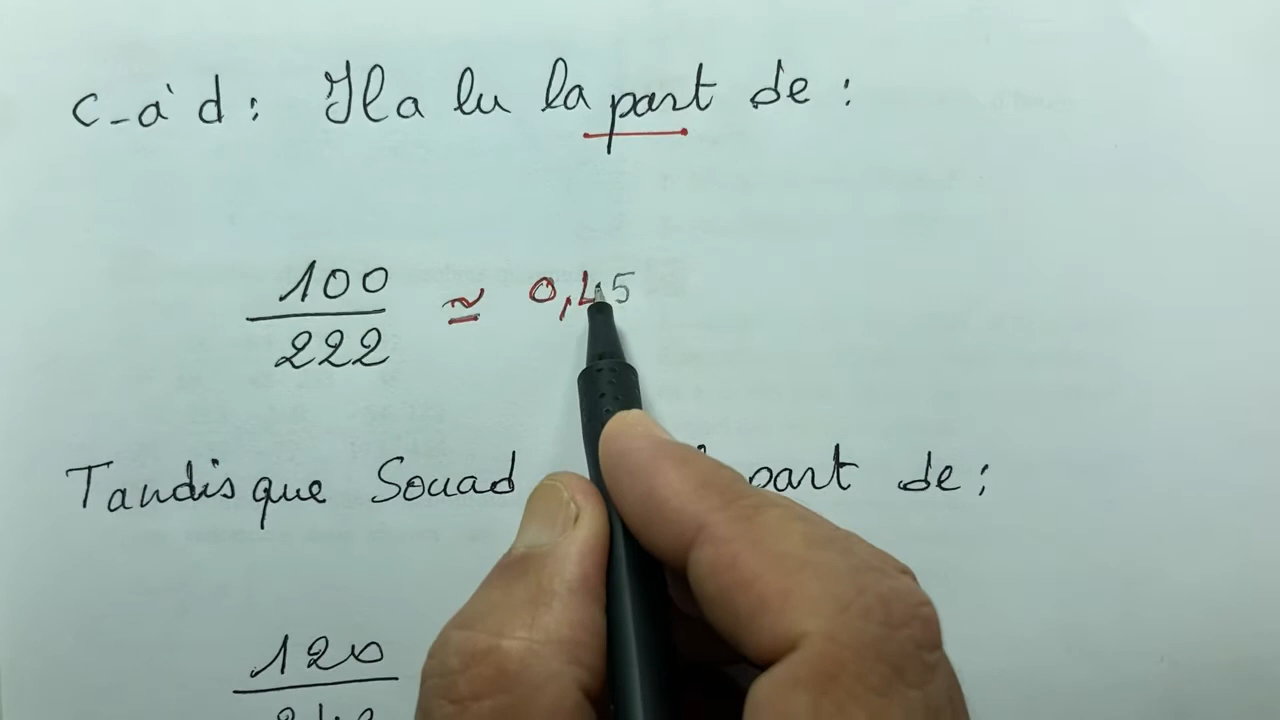 c-à d : Il a lu la part de :
100
222
≃ 0,45
Tandis que Souad part de :
120